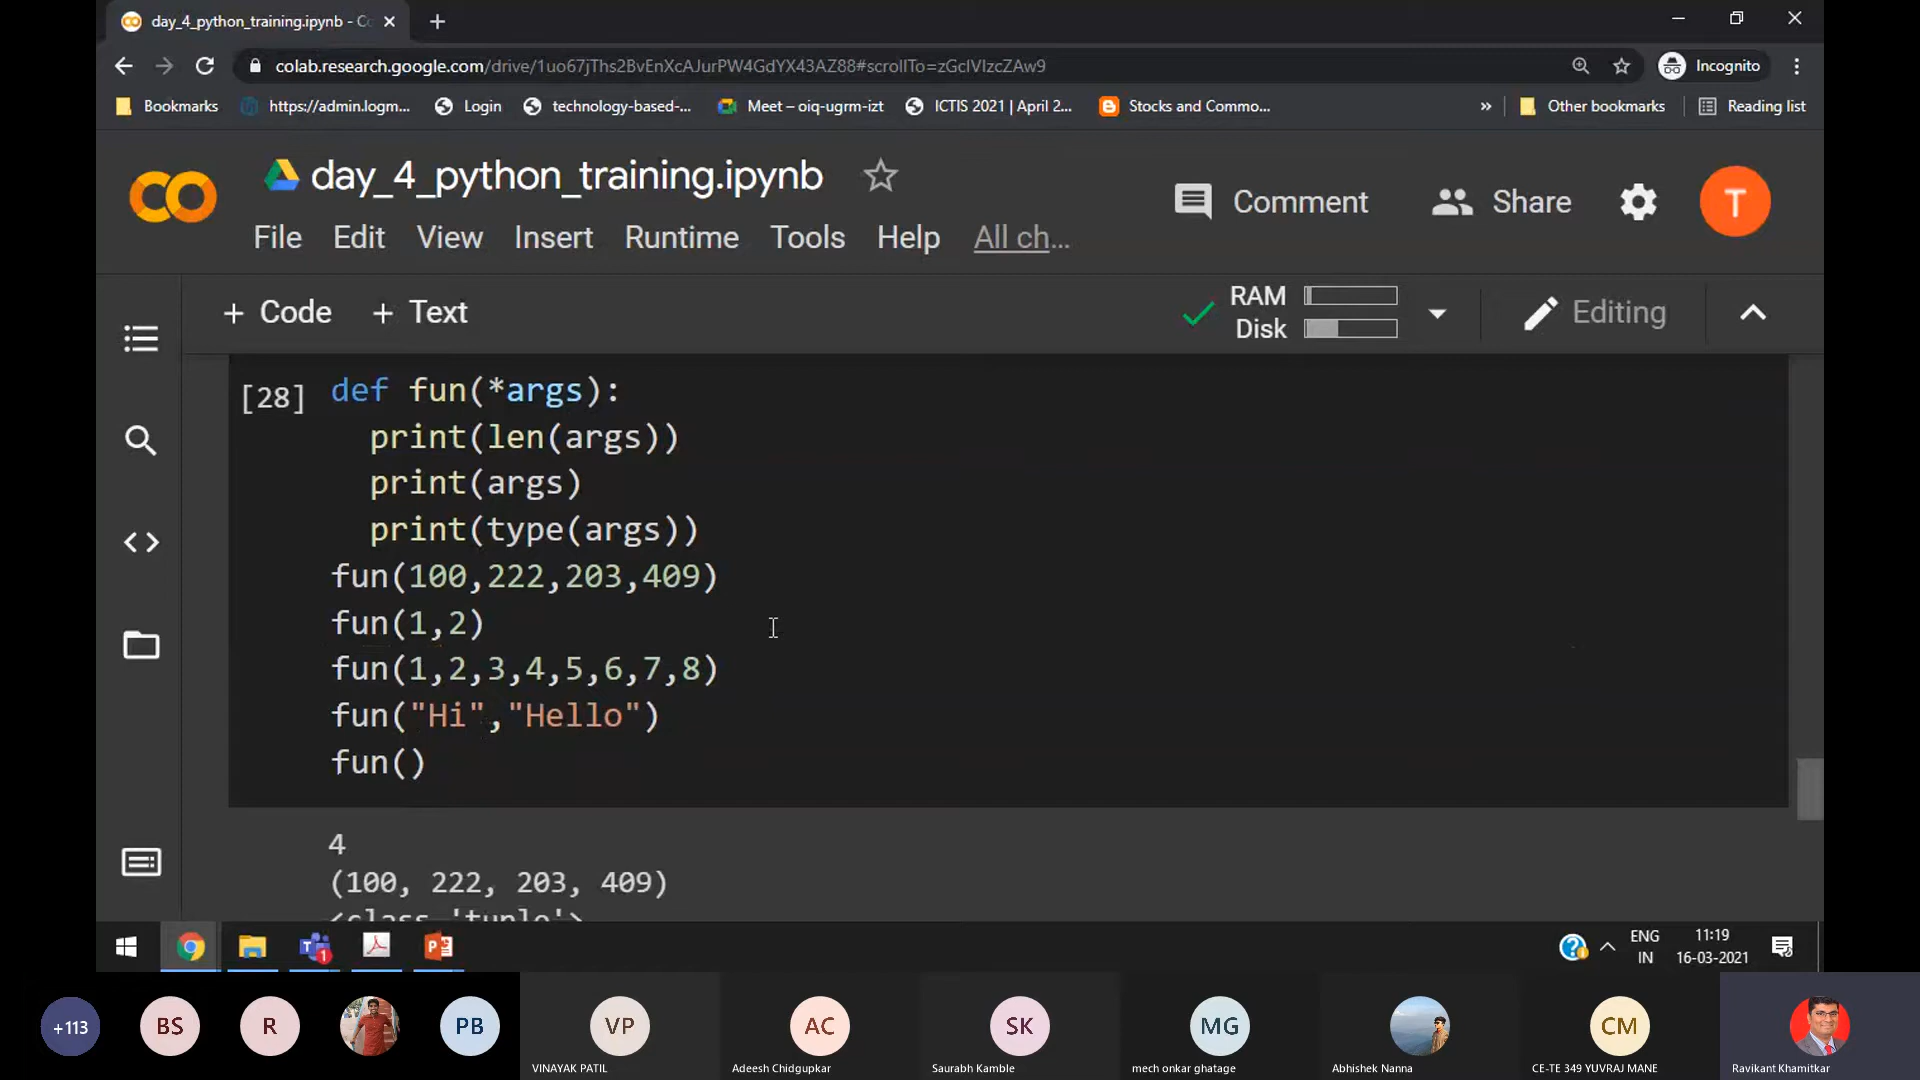 day_4_python_training.ipynb - Co
colab.research.google.com/drive/1uo67jThs2BvEnXcAJurPW4GdYX43AZ88#scrollTo=zGcIVIzcZAw9
Incognito
Bookmarks
https://admin.logm...
Login
technology-based-...
Meet – oiq-ugrm-izt
ICTIS 2021 | April 2...
Stocks and Commo...
»
Other bookmarks
Reading list
CO
day_4_python_training.ipynb
Comment
Share
T
File Edit View Insert Runtime Tools Help All ch...
+ Code + Text
RAM
Disk
Editing
[28] def fun(*args):
print(len(args))
print(args)
print(type(args))
fun(100,222,203,409)
fun(1,2)
fun(1,2,3,4,5,6,7,8)
fun("Hi","Hello")
fun()
4
(100, 222, 203, 409)
<class 'tuple'>
1
ENG
IN
11:19
16-03-2021
+113
BS
R
PB
VP
VINAYAK PATIL
AC
Adeesh Chidgupkar
SK
Saurabh Kamble
MG
mech onkar ghatage
Abhishek Nanna
CM
CE-TE 349 YUVRAJ MANE
Ravikant Khamitkar